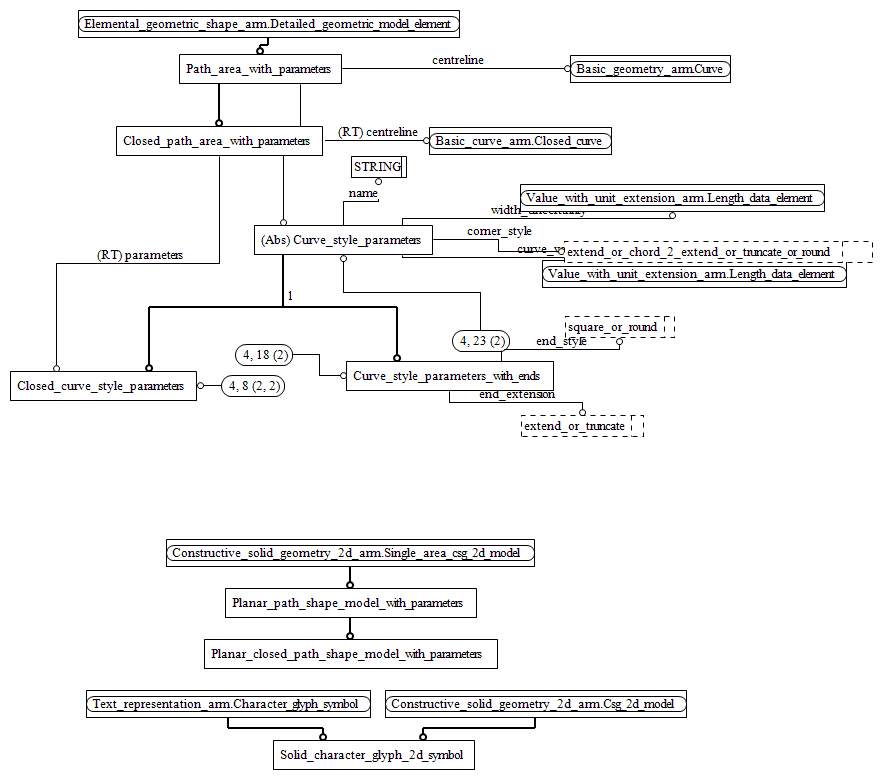 Elemental_geometric_shape_arm.Detailed_geometric_model_element
Path_area_with_parameters
centreline
Basic_geometry_arm.Curve
Closed_path_area_with_parameters
(RT) centreline
Basic_curve_arm.Closed_curve
STRING
name
Value_with_unit_extension_arm.Length_data_element
width_uncertainty
(Abs) Curve_style_parameters
corner_style
extend_or_chord_2_extend_or_truncate_or_round
(RT) parameters
Value_with_unit_extension_arm.Length_data_element
1
square_or_round
4, 23 (2)
end_style
4, 18 (2)
Closed_curve_style_parameters
4, 8 (2, 2)
Curve_style_parameters_with_ends
end_extension
extend_or_truncate
Constructive_solid_geometry_2d_arm.Single_area_csg_2d_model
Planar_path_shape_model_with_parameters
Planar_closed_path_shape_model_with_parameters
Text_representation_arm.Character_glyph_symbol
Constructive_solid_geometry_2d_arm.Csg_2d_model
Solid_character_glyph_2d_symbol